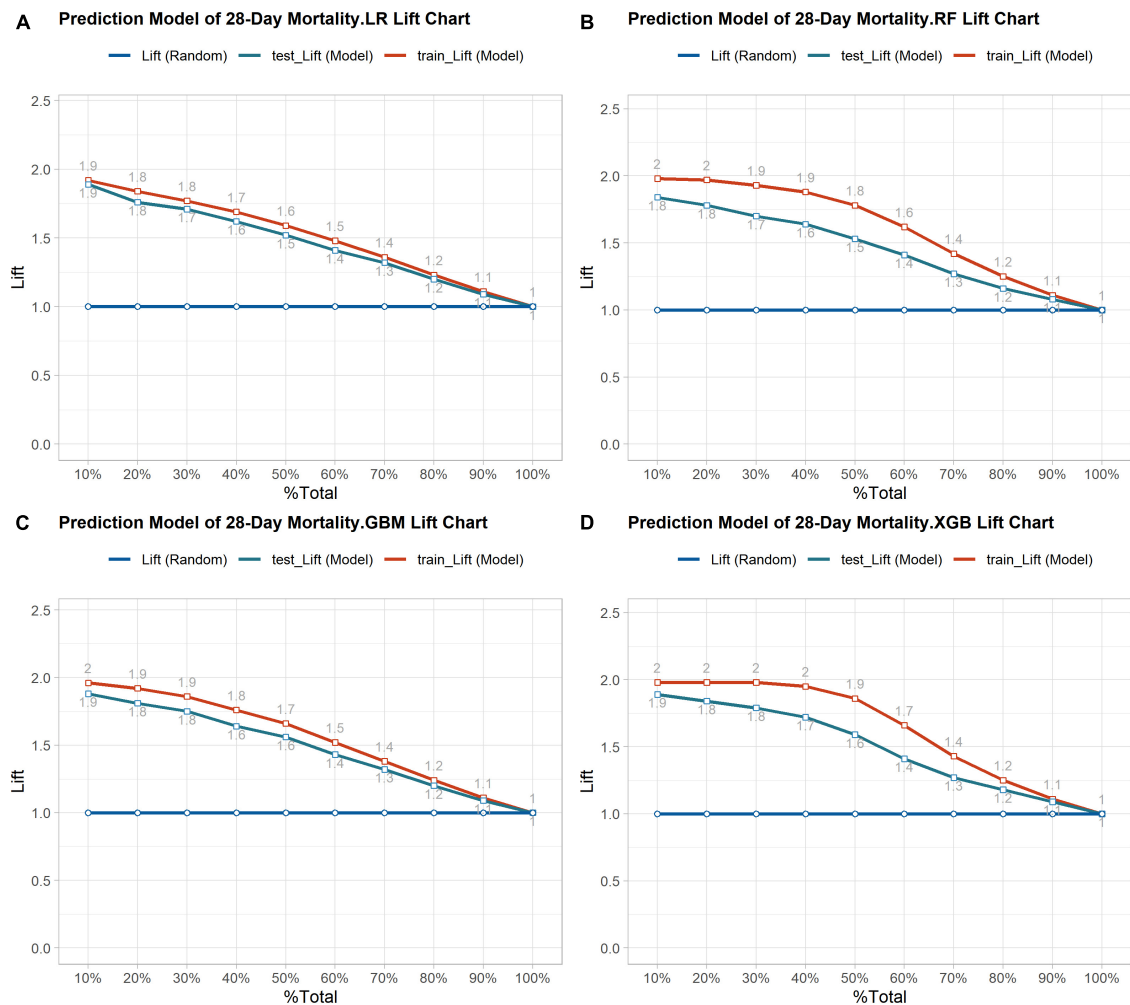 A Prediction Model of 28-Day Mortality.LR Lift Chart
Lift (Random) test_Lift (Model) train_Lift (Model)
2.5
2.0
1.5
1.0
0.5
0.0
Lift
1.9 1.8 1.8 1.7 1.6 1.5 1.4 1.2 1.1 1
1.9 1.8 1.7 1.6 1.5 1.4 1.3 1.2 1.1 1
10% 20% 30% 40% 50% 60% 70% 80% 90% 100%
%Total
B Prediction Model of 28-Day Mortality.RF Lift Chart
Lift (Random) test_Lift (Model) train_Lift (Model)
2.5
2.0
1.5
1.0
0.5
0.0
Lift
2 2 1.9 1.9 1.8 1.6 1.4 1.2 1.1 1
1.8 1.8 1.7 1.6 1.5 1.4 1.3 1.2 1.1 1
10% 20% 30% 40% 50% 60% 70% 80% 90% 100%
%Total
C Prediction Model of 28-Day Mortality.GBM Lift Chart
Lift (Random) test_Lift (Model) train_Lift (Model)
2.5
2.0
1.5
1.0
0.5
0.0
Lift
2 1.9 1.9 1.8 1.7 1.5 1.4 1.2 1.1 1
1.9 1.8 1.8 1.6 1.6 1.4 1.3 1.2 1.1 1
10% 20% 30% 40% 50% 60% 70% 80% 90% 100%
%Total
D Prediction Model of 28-Day Mortality.XGB Lift Chart
Lift (Random) test_Lift (Model) train_Lift (Model)
2.5
2.0
1.5
1.0
0.5
0.0
Lift
2 2 2 2 1.9 1.7 1.4 1.2 1.1 1
1.9 1.8 1.8 1.7 1.6 1.4 1.3 1.2 1.1 1
10% 20% 30% 40% 50% 60% 70% 80% 90% 100%
%Total